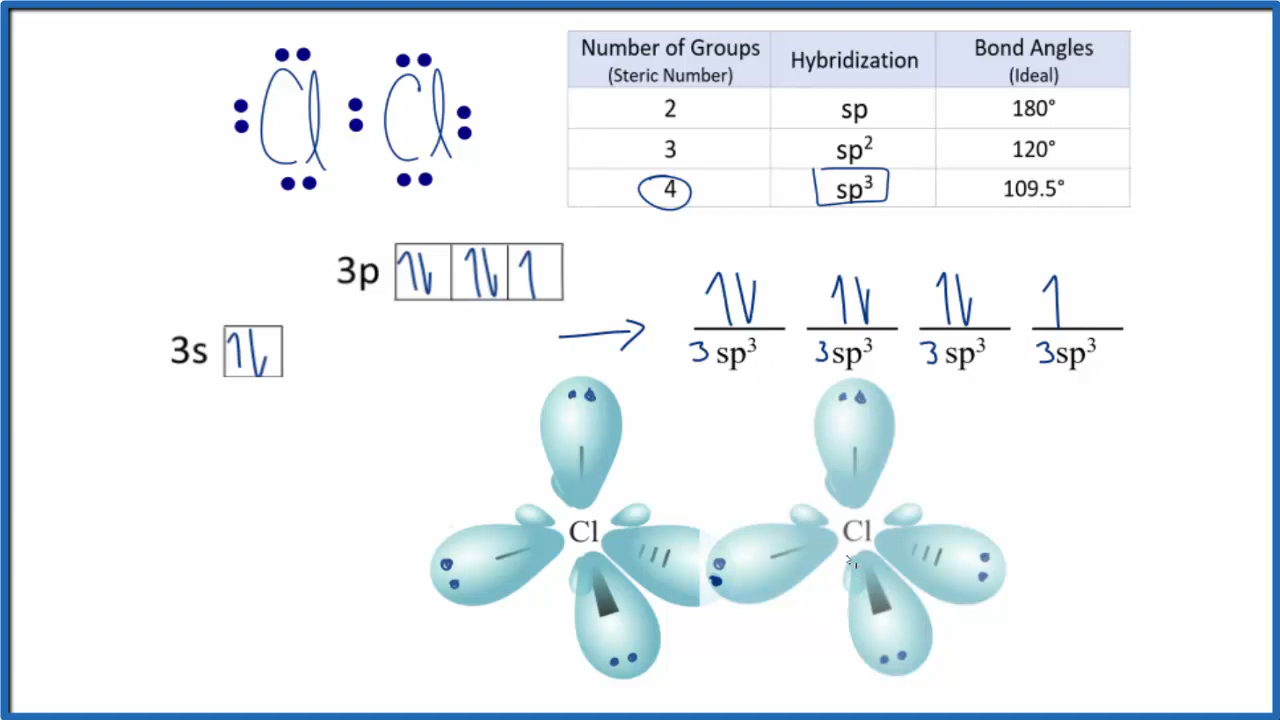 Cl Cl
Number of Groups (Steric Number) Hybridization Bond Angles (Ideal)
2 sp 180°
3 sp² 120°
4 sp³ 109.5°
3p
3s
3sp³ 3sp³ 3sp³ 3sp³
Cl Cl